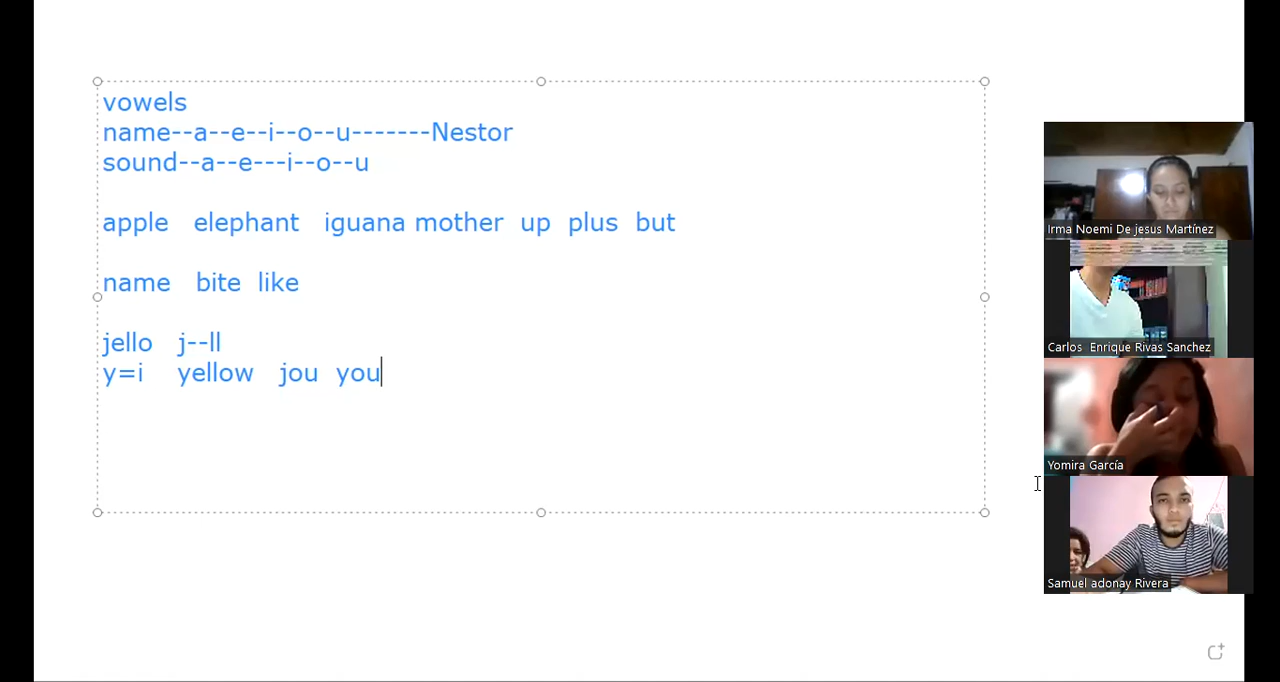 vowels
name--a--e--i--o--u-------Nestor
sound--a--e---i--o--u
apple elephant iguana mother up plus but
name bite like
jello j--ll
y=i yellow jou you
Irma Noemi De jesus Martínez
Carlos Enrique Rivas Sanchez
Yomira García
Samuel adonay Rivera